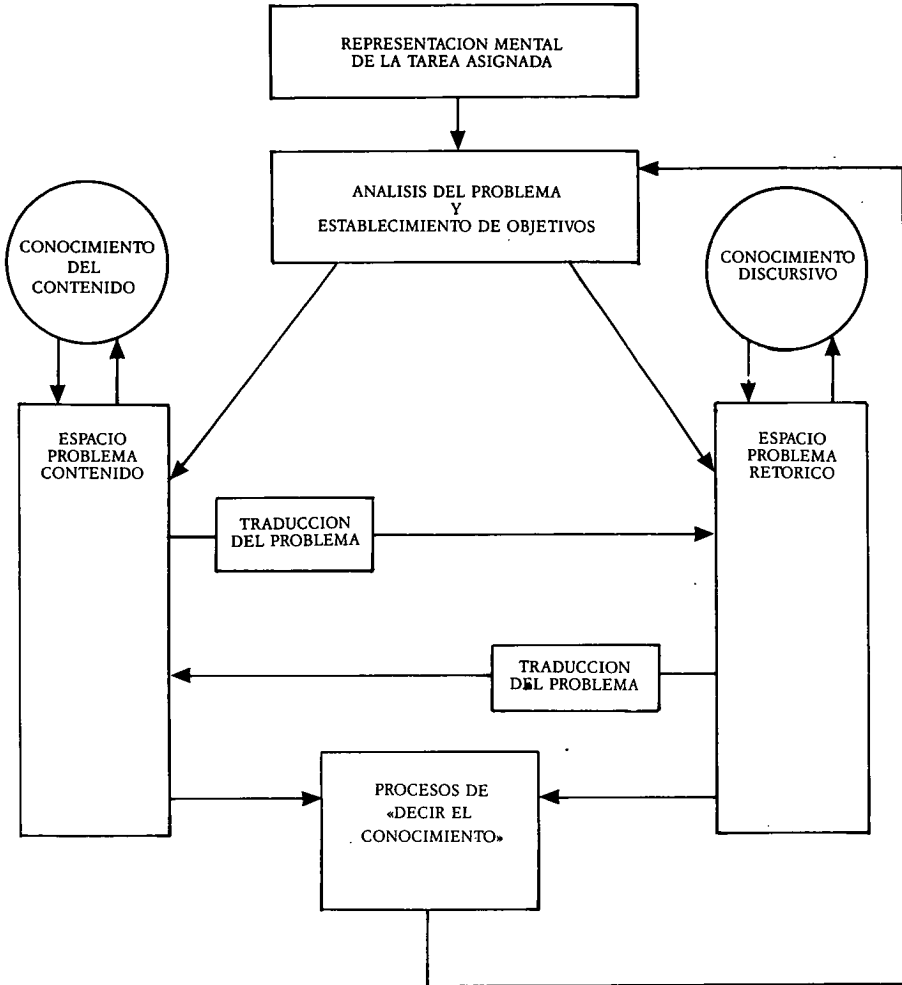 REPRESENTACION MENTAL
DE LA TAREA ASIGNADA
ANALISIS DEL PROBLEMA
Y
ESTABLECIMIENTO DE OBJETIVOS
CONOCIMIENTO
DEL
CONTENIDO
CONOCIMIENTO
DISCURSIVO
ESPACIO
PROBLEMA
CONTENIDO
ESPACIO
PROBLEMA
RETORICO
TRADUCCION
DEL PROBLEMA
TRADUCCION
DEL PROBLEMA
PROCESOS DE
«DECIR EL
CONOCIMIENTO»